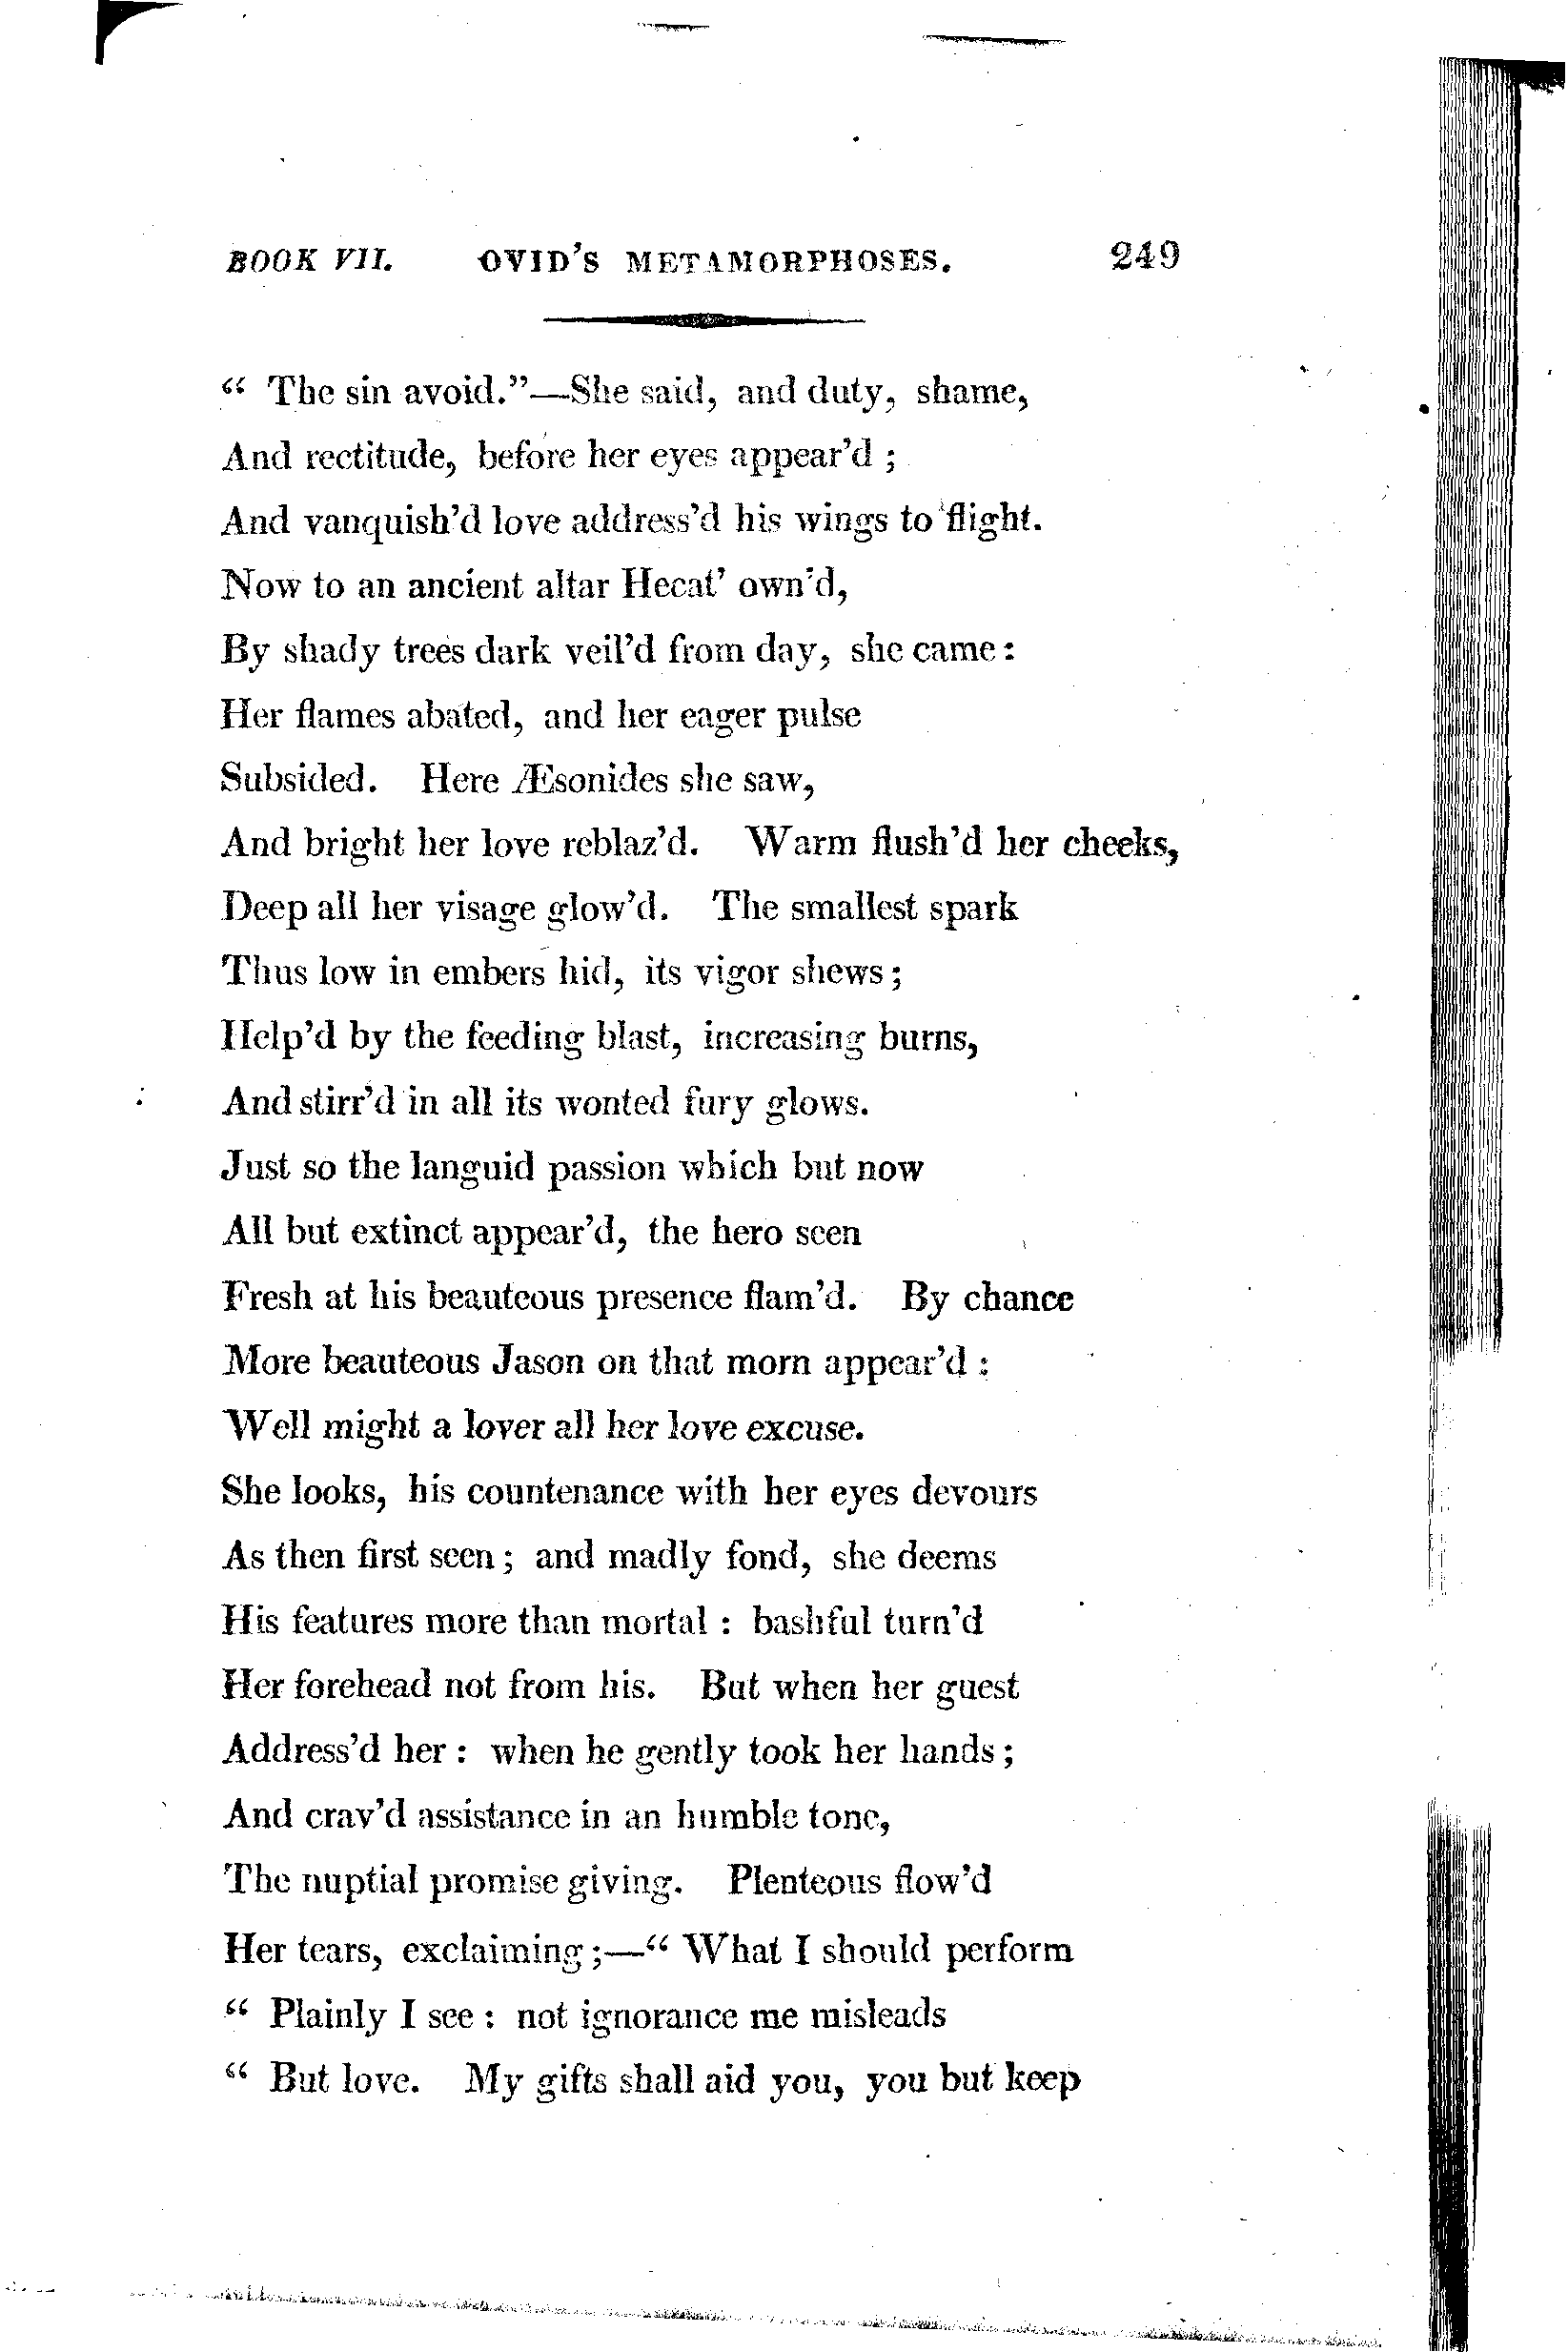 BOOK VII. OVID'S METAMORPHOSES. 249
“ The sin avoid.”—She said, and duty, shame,
And rectitude, before her eyes appear'd ;
And vanquish'd love address'd his wings to flight.
Now to an ancient altar Hecat' own'd,
By shady trees dark veil'd from day, she came :
Her flames abated, and her eager pulse
Subsided. Here Æsonides she saw,
And bright her love reblaz'd. Warm flush'd her cheeks,
Deep all her visage glow'd. The smallest spark
Thus low in embers hid, its vigor shews ;
Help'd by the feeding blast, increasing burns,
And stirr'd in all its wonted fury glows.
Just so the languid passion which but now
All but extinct appear'd, the hero seen
Fresh at his beauteous presence flam'd. By chance
More beauteous Jason on that morn appear'd :
Well might a lover all her love excuse.
She looks, his countenance with her eyes devours
As then first seen ; and madly fond, she deems
His features more than mortal : bashful turn'd
Her forehead not from his. But when her guest
Address'd her : when he gently took her hands ;
And crav'd assistance in an humble tone,
The nuptial promise giving. Plenteous flow'd
Her tears, exclaiming ;—“ What I should perform
“ Plainly I see : not ignorance me misleads
“ But love. My gifts shall aid you, you but keep